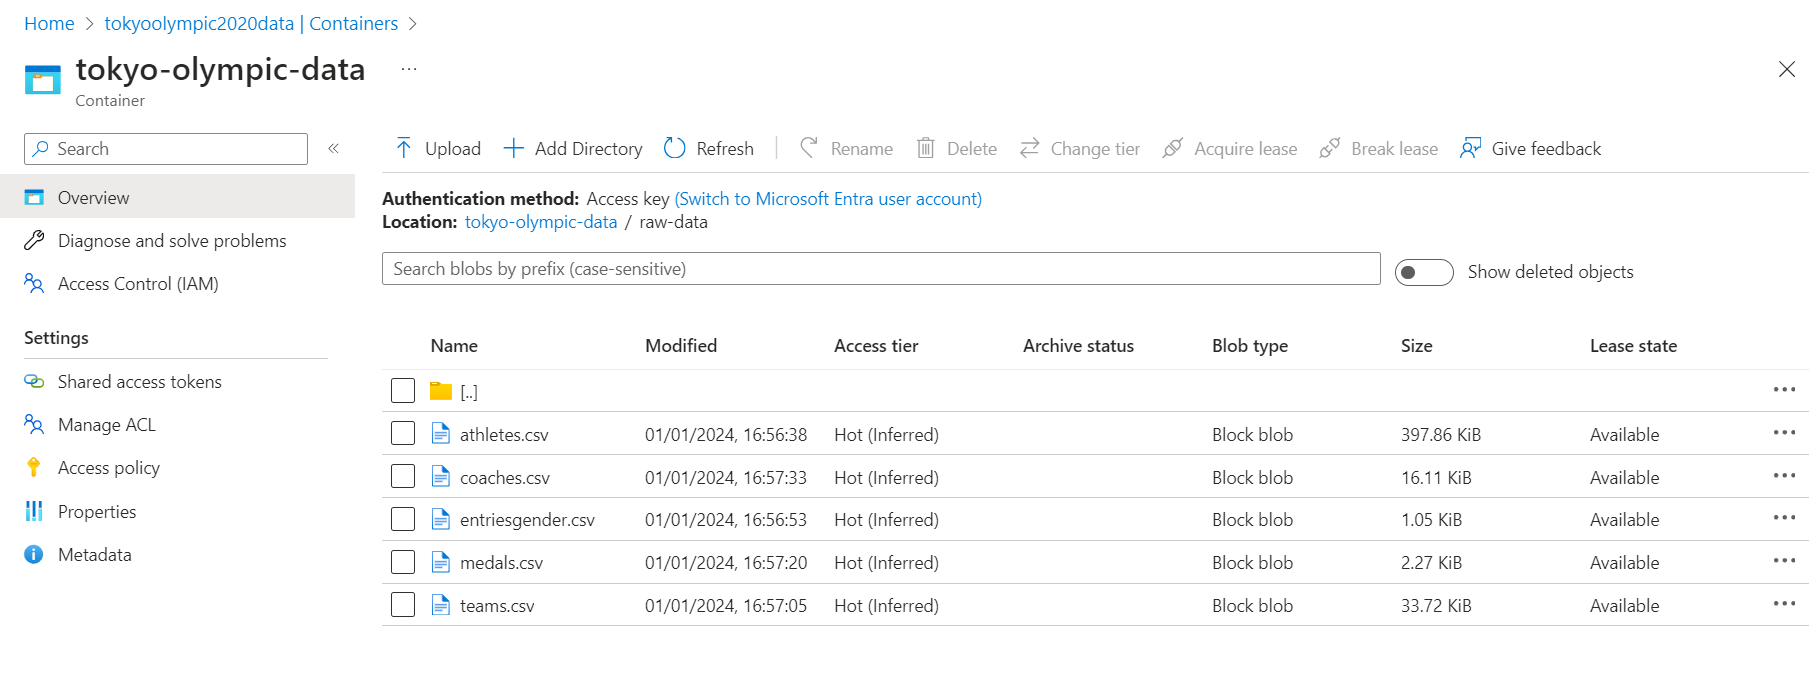 Home > tokyoolympic2020data | Containers >
tokyo-olympic-data ...
Container
Search «
Overview
Diagnose and solve problems
Access Control (IAM)
Settings
Shared access tokens
Manage ACL
Access policy
Properties
Metadata
Upload Add Directory Refresh Rename Delete Change tier Acquire lease Break lease Give feedback
Authentication method: Access key (Switch to Microsoft Entra user account)
Location: tokyo-olympic-data / raw-data
Search blobs by prefix (case-sensitive) Show deleted objects
Name Modified Access tier Archive status Blob type Size Lease state
[..] ...
athletes.csv 01/01/2024, 16:56:38 Hot (Inferred) Block blob 397.86 KiB Available ...
coaches.csv 01/01/2024, 16:57:33 Hot (Inferred) Block blob 16.11 KiB Available ...
entriesgender.csv 01/01/2024, 16:56:53 Hot (Inferred) Block blob 1.05 KiB Available ...
medals.csv 01/01/2024, 16:57:20 Hot (Inferred) Block blob 2.27 KiB Available ...
teams.csv 01/01/2024, 16:57:05 Hot (Inferred) Block blob 33.72 KiB Available ...